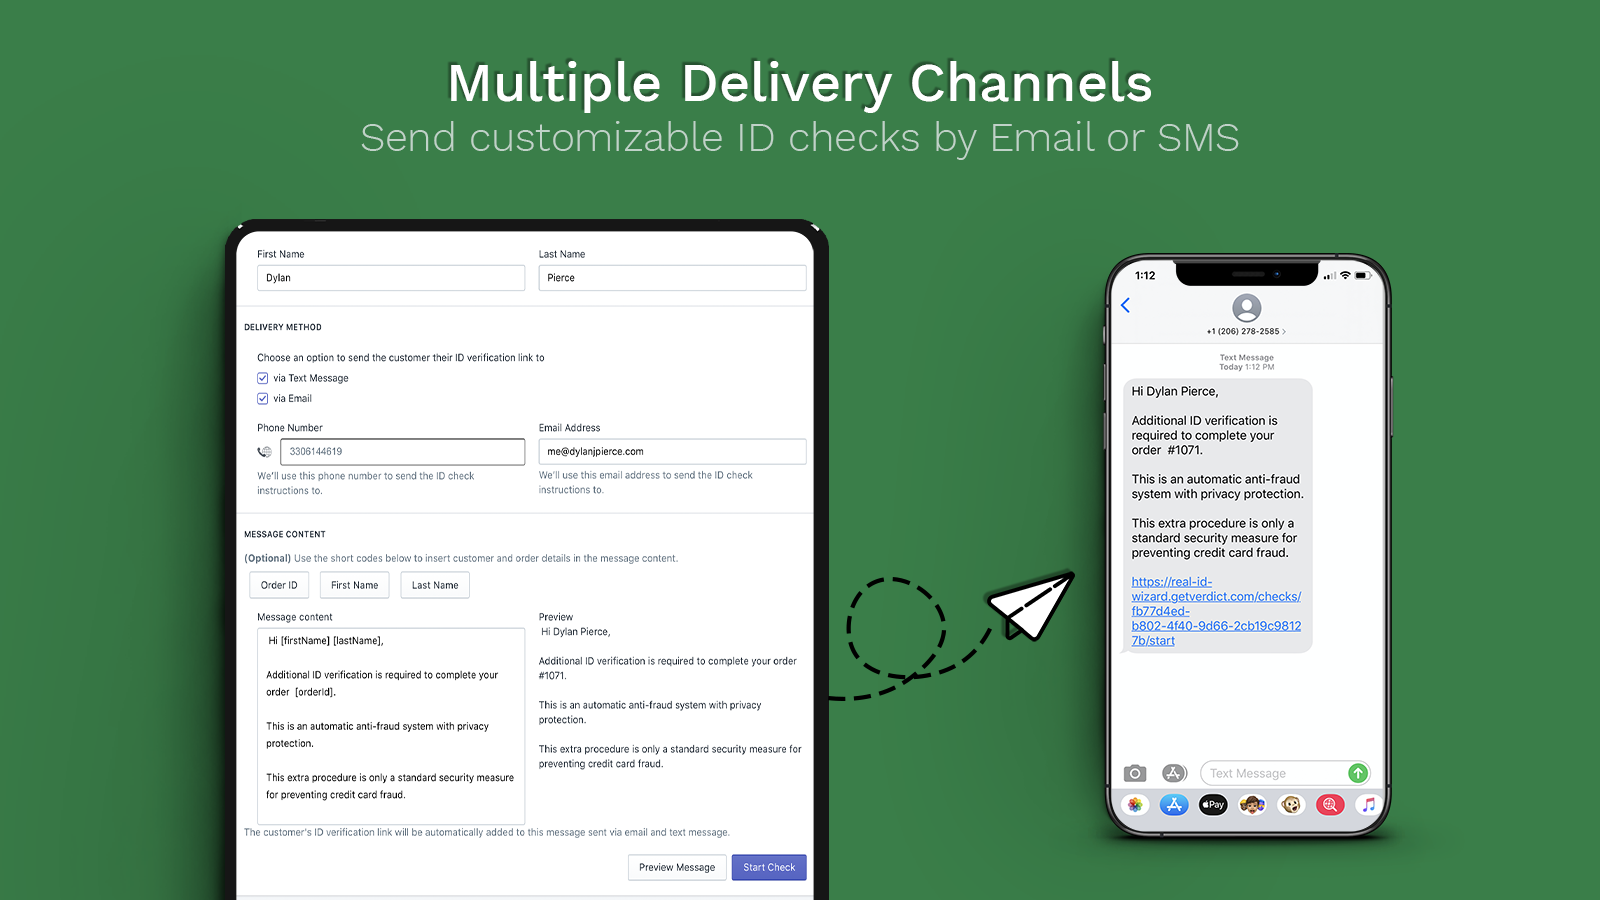 Multiple Delivery Channels
Send customizable ID checks by Email or SMS
First Name
Last Name
Dylan
Pierce
DELIVERY METHOD
Choose an option to send the customer their ID verification link to
via Text Message
via Email
Phone Number
Email Address
3306144619
me@dylanjpierce.com
We'll use this phone number to send the ID check
instructions to.
We'll use this email address to send the ID check
instructions to.
MESSAGE CONTENT
(Optional) Use the short codes below to insert customer and order details in the message content.
Order ID
First Name
Last Name
Message content
Hi [firstName] [lastName],
Additional ID verification is required to complete your
order [orderId].
This is an automatic anti-fraud system with privacy
protection.
This extra procedure is only a standard security measure
for preventing credit card fraud.
Preview
Hi Dylan Pierce,
Additional ID verification is required to complete your order
#1071.
This is an automatic anti-fraud system with privacy
protection.
This extra procedure is only a standard security measure for
preventing credit card fraud.
The customer's ID verification link will be automatically added to this message sent via email and text message.
Preview Message
Start Check
1:12
+1 (206) 278-2585 >
Text Message
Today 1:12 PM
Hi Dylan Pierce,
Additional ID verification is
required to complete your
order #1071.
This is an automatic anti-fraud
system with privacy protection.
This extra procedure is only a
standard security measure for
preventing credit card fraud.
https://real-id-
wizard.getverdict.com/checks/
fb77d4ed-
b802-4f40-9d66-2cb19c9812
7b/start
Text Message
Pay